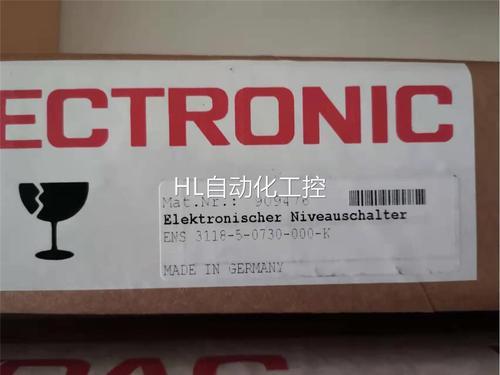 ECTRONIC
HL自动化工控
Mat.Nr.: 909476
Elektronischer Niveauschalter
ENS 3118-5-0730-000-K
MADE IN GERMANY